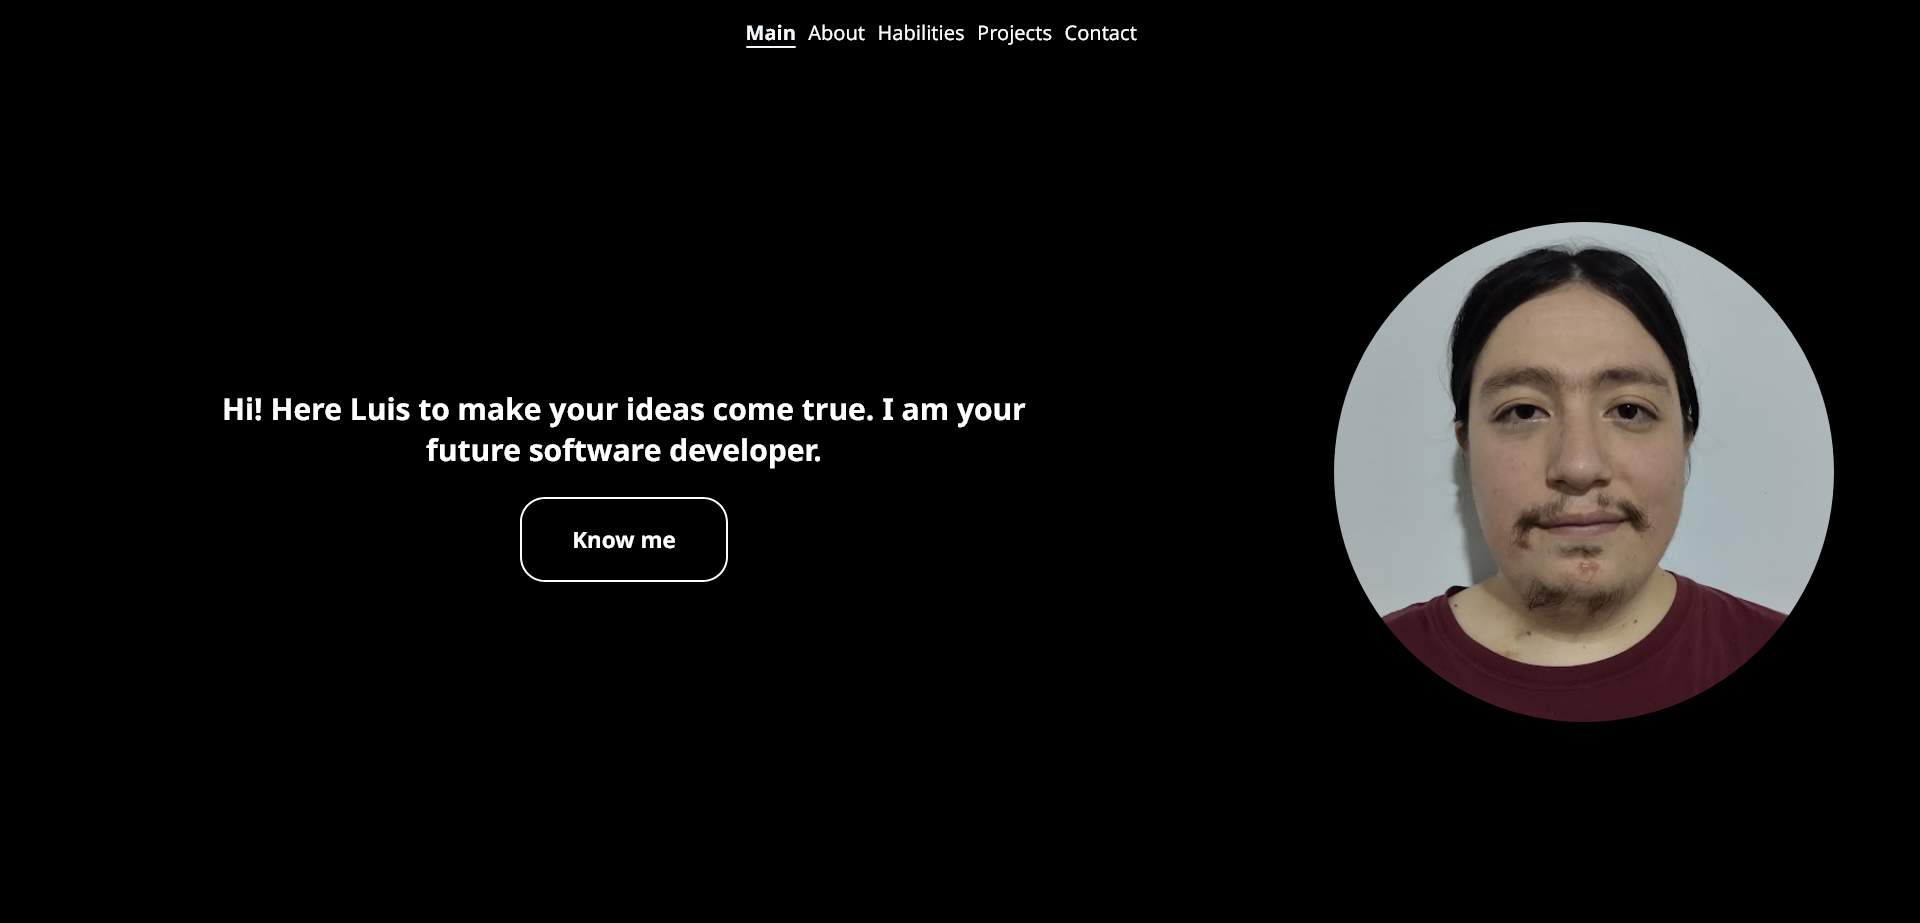 Main About Habilities Projects Contact
Hi! Here Luis to make your ideas come true. I am your
future software developer.
Know me